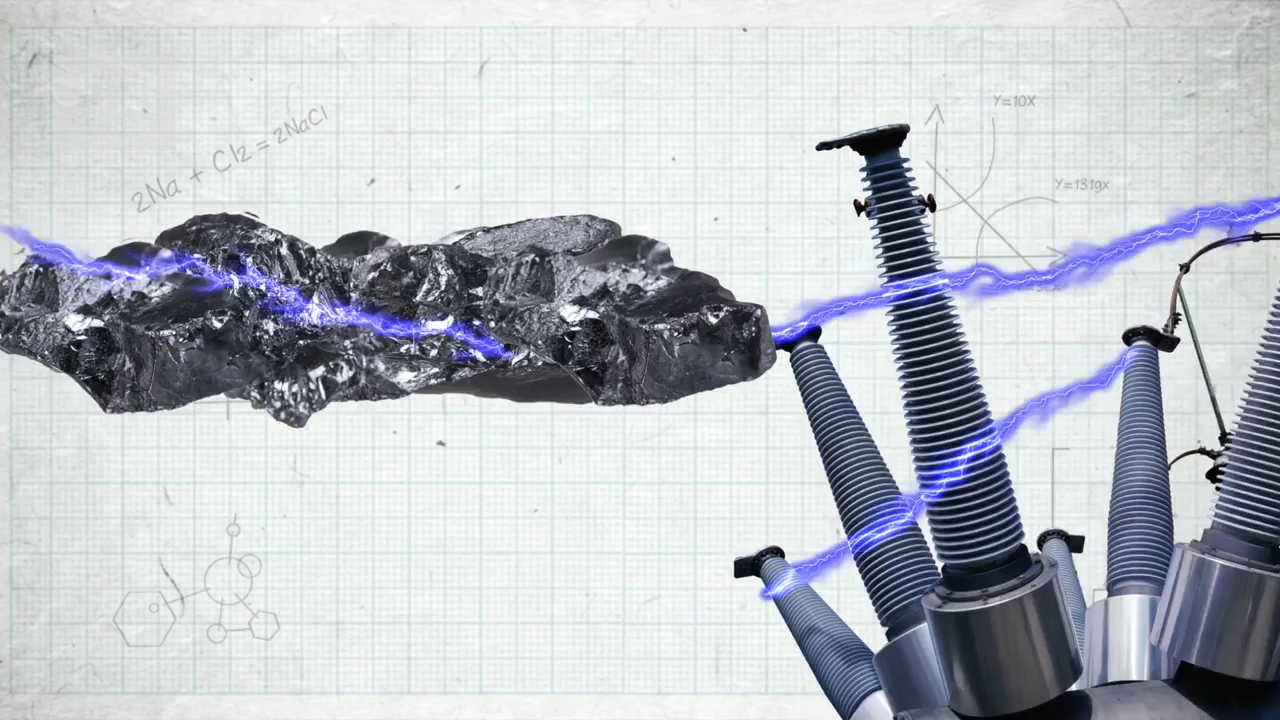 2Na + Cl2 = 2NaCl
Y=10X
Y=131gx